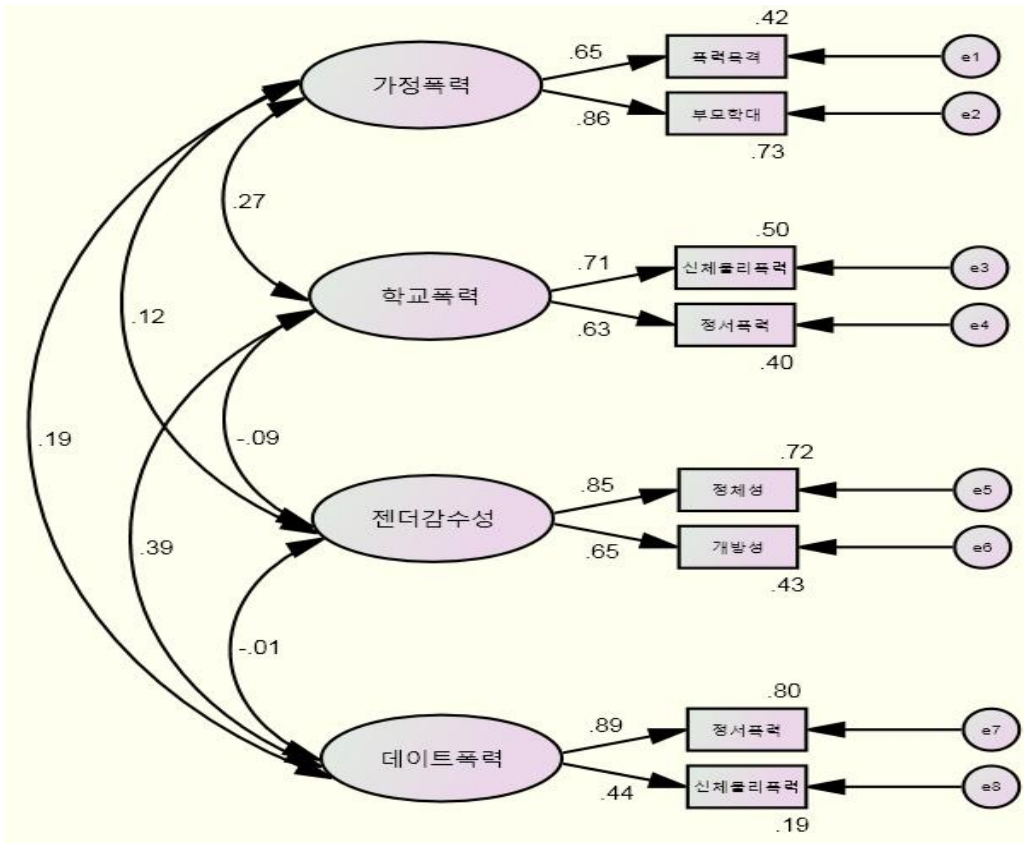 .42
.65
폭력목격
e1
가정폭력
.86
부모학대
e2
.73
.27
.50
.71
신체물리폭력
e3
학교폭력
.63
정서폭력
e4
.12
.40
.19
-.09
.72
.85
정체성
e5
젠더감수성
.65
개방성
e6
.39
.43
-.01
.80
.89
정서폭력
e7
데이트폭력
.44
신체물리폭력
e8
.19